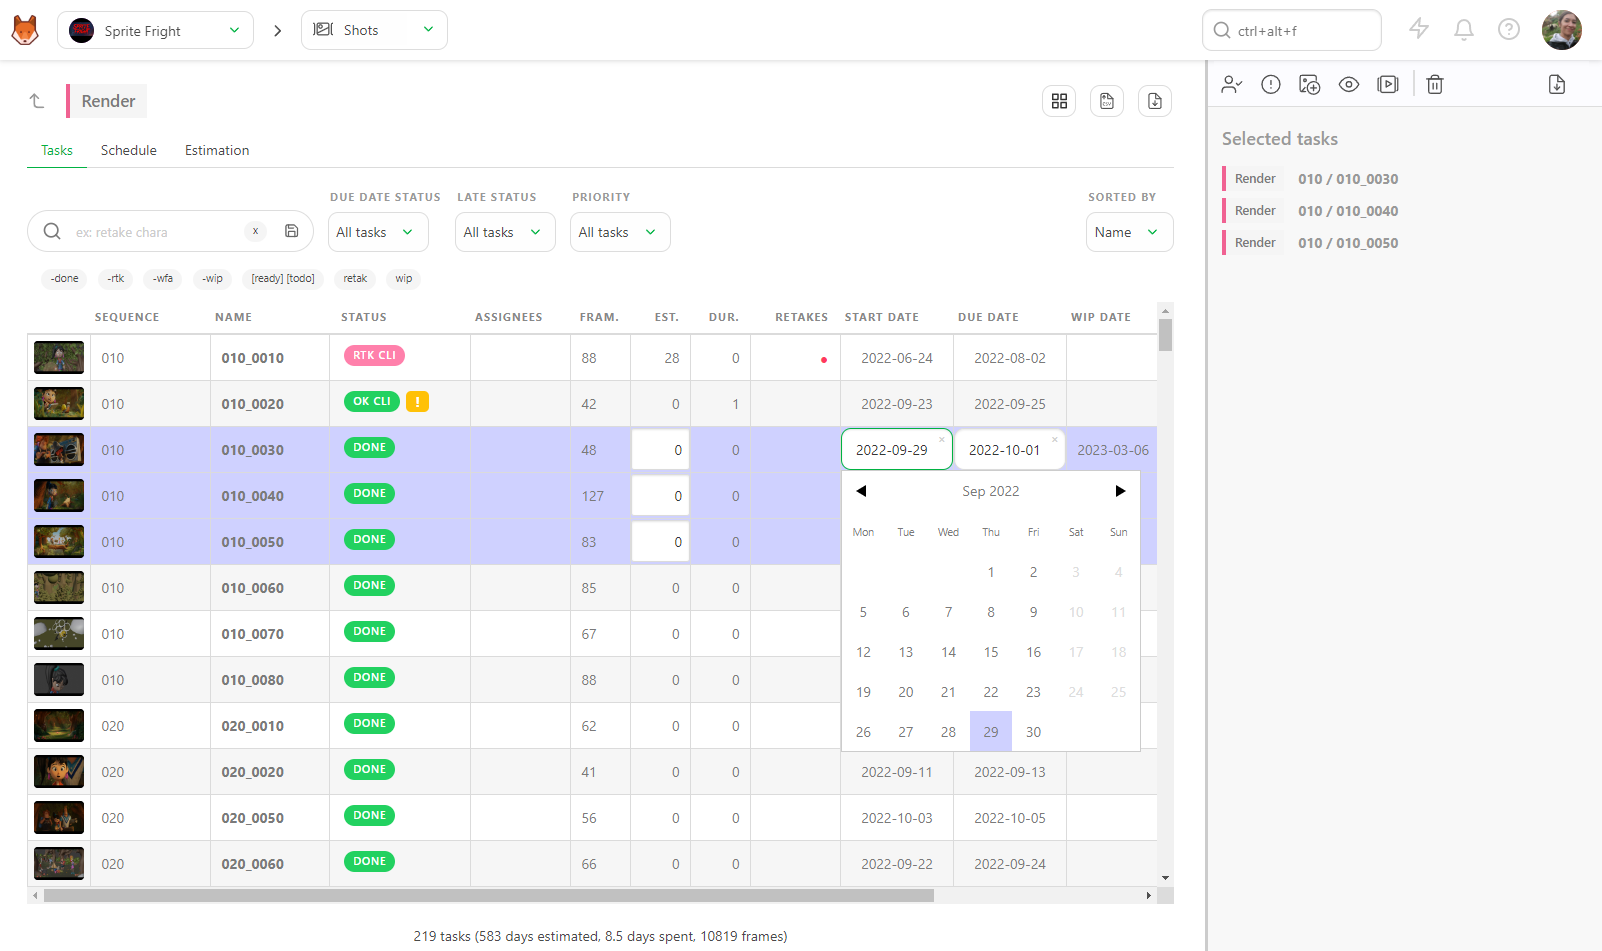 Sprite Fright
Shots
ctrl+alt+f
Render
Tasks
Schedule
Estimation
DUE DATE STATUS
LATE STATUS
PRIORITY
SORTED BY
ex: retake chara
x
All tasks
All tasks
All tasks
Name
-done
-rtk
-wfa
-wip
[ready] [todo]
retak
wip
SEQUENCE NAME STATUS ASSIGNEES FRAM. EST. DUR. RETAKES START DATE DUE DATE WIP DATE
010 010_0010 RTK CLI 88 28 0 2022-06-24 2022-08-02
010 010_0020 OK CLI ! 42 0 1 2022-09-23 2022-09-25
010 010_0030 DONE 48 0 0 2022-09-29 × 2022-10-01 × 2023-03-06
010 010_0040 DONE 127 0 0
010 010_0050 DONE 83 0 0
010 010_0060 DONE 85 0 0
010 010_0070 DONE 67 0 0
010 010_0080 DONE 88 0 0
020 020_0010 DONE 62 0 0
020 020_0020 DONE 41 0 0 2022-09-11 2022-09-13
020 020_0050 DONE 56 0 0 2022-10-03 2022-10-05
020 020_0060 DONE 66 0 0 2022-09-22 2022-09-24
Sep 2022
Mon Tue Wed Thu Fri Sat Sun
1 2 3 4
5 6 7 8 9 10 11
12 13 14 15 16 17 18
19 20 21 22 23 24 25
26 27 28 29 30
219 tasks (583 days estimated, 8.5 days spent, 10819 frames)
Selected tasks
Render 010 / 010_0030
Render 010 / 010_0040
Render 010 / 010_0050